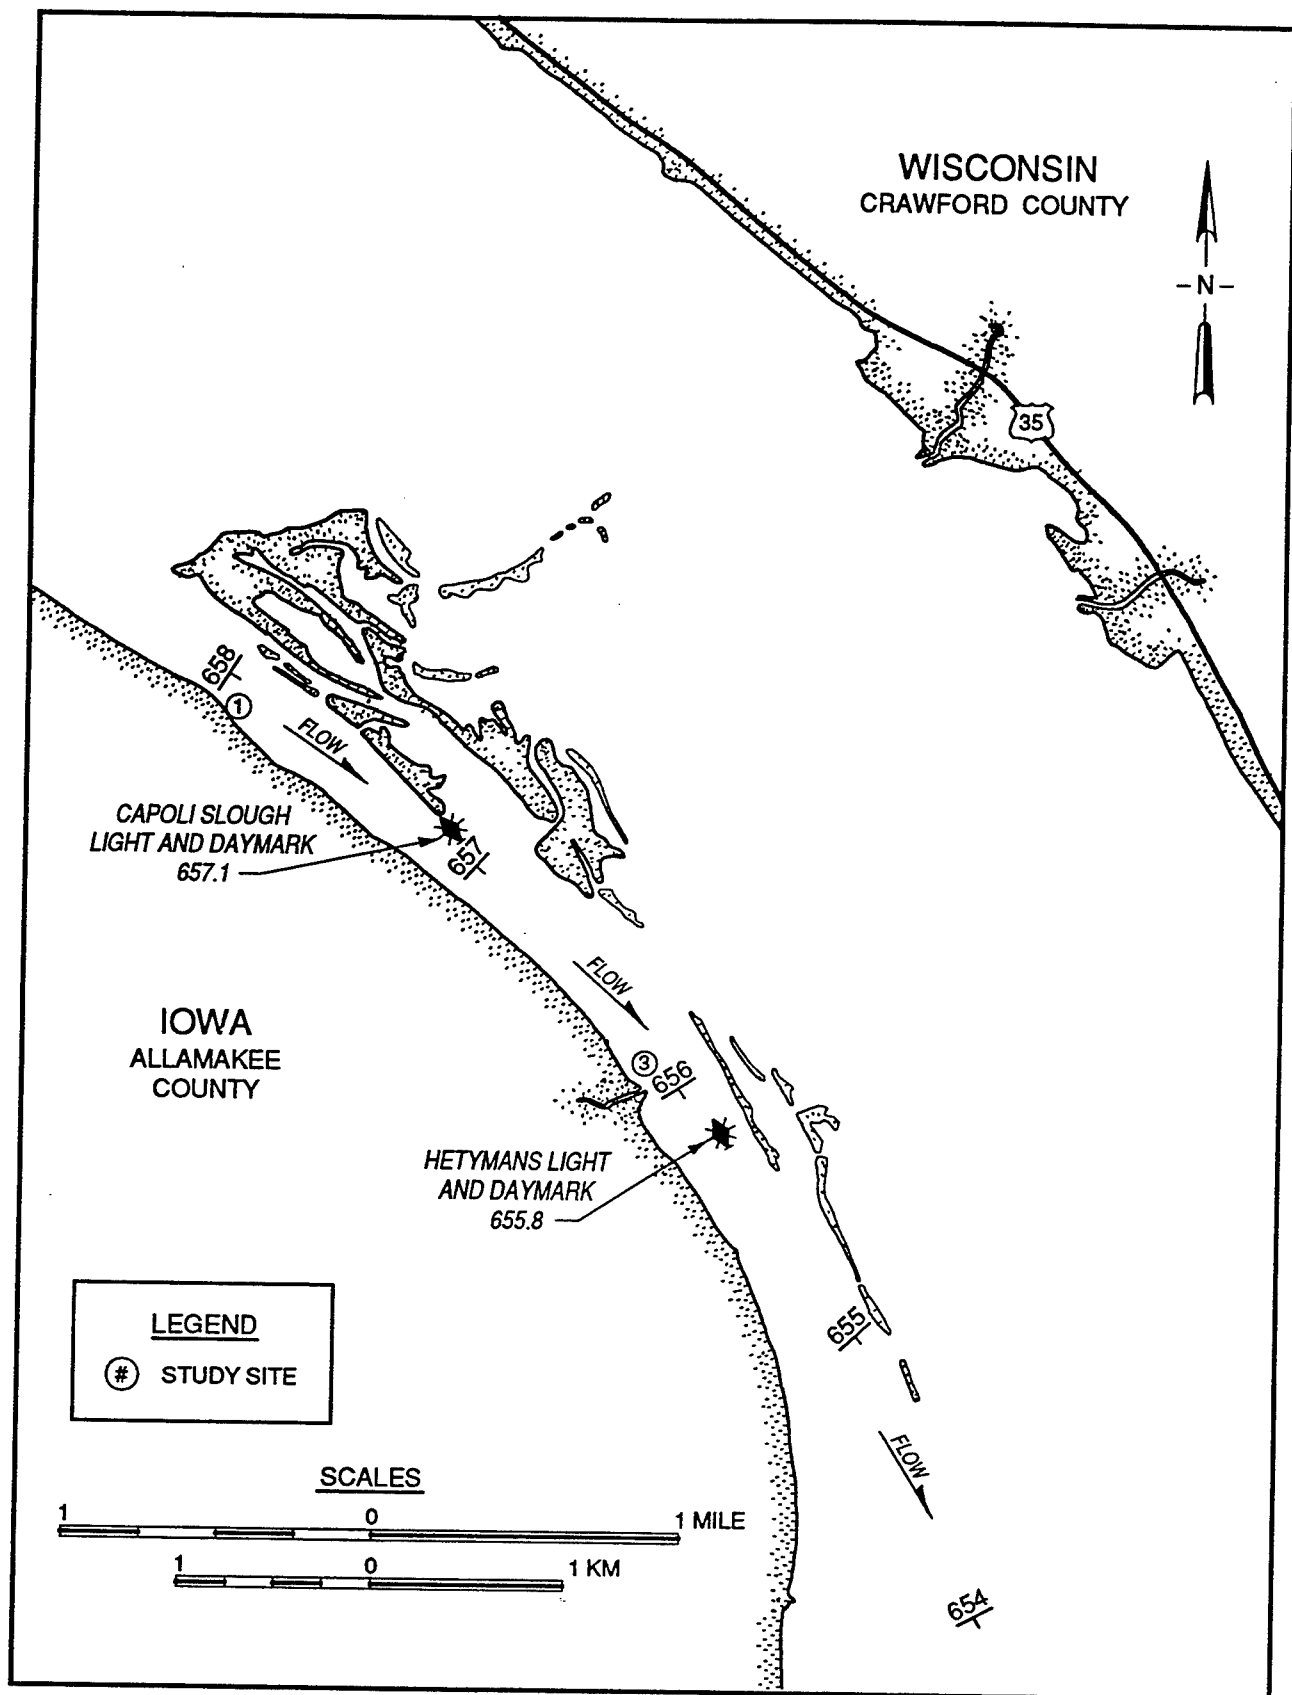 WISCONSIN
CRAWFORD COUNTY
-N-
35
658
1
FLOW
CAPOLI SLOUGH
LIGHT AND DAYMARK
657.1
657
FLOW
IOWA
ALLAMAKEE
COUNTY
3
656
HETYMANS LIGHT
AND DAYMARK
655.8
655
LEGEND
# STUDY SITE
FLOW
SCALES
1 0 1 MILE
1 0 1 KM
654